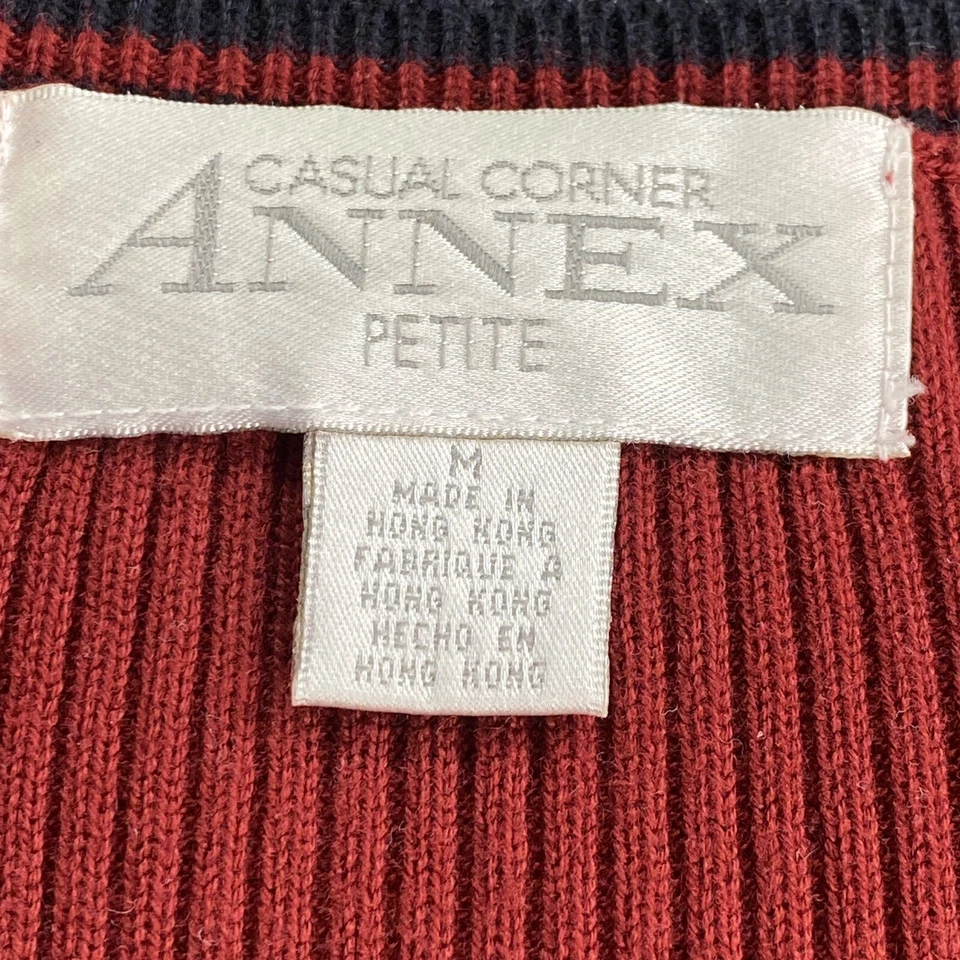 CASUAL CORNER
ANNEX
PETITE
M
MADE IN
HONG KONG
FABRIQUE A
HONG KONG
HECHO EN
HONG KONG